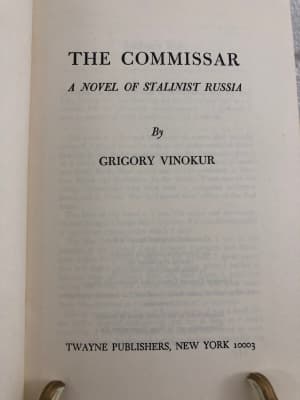 THE COMMISSAR
A NOVEL OF STALINIST RUSSIA
By
GRIGORY VINOKUR
TWAYNE PUBLISHERS, NEW YORK 10003